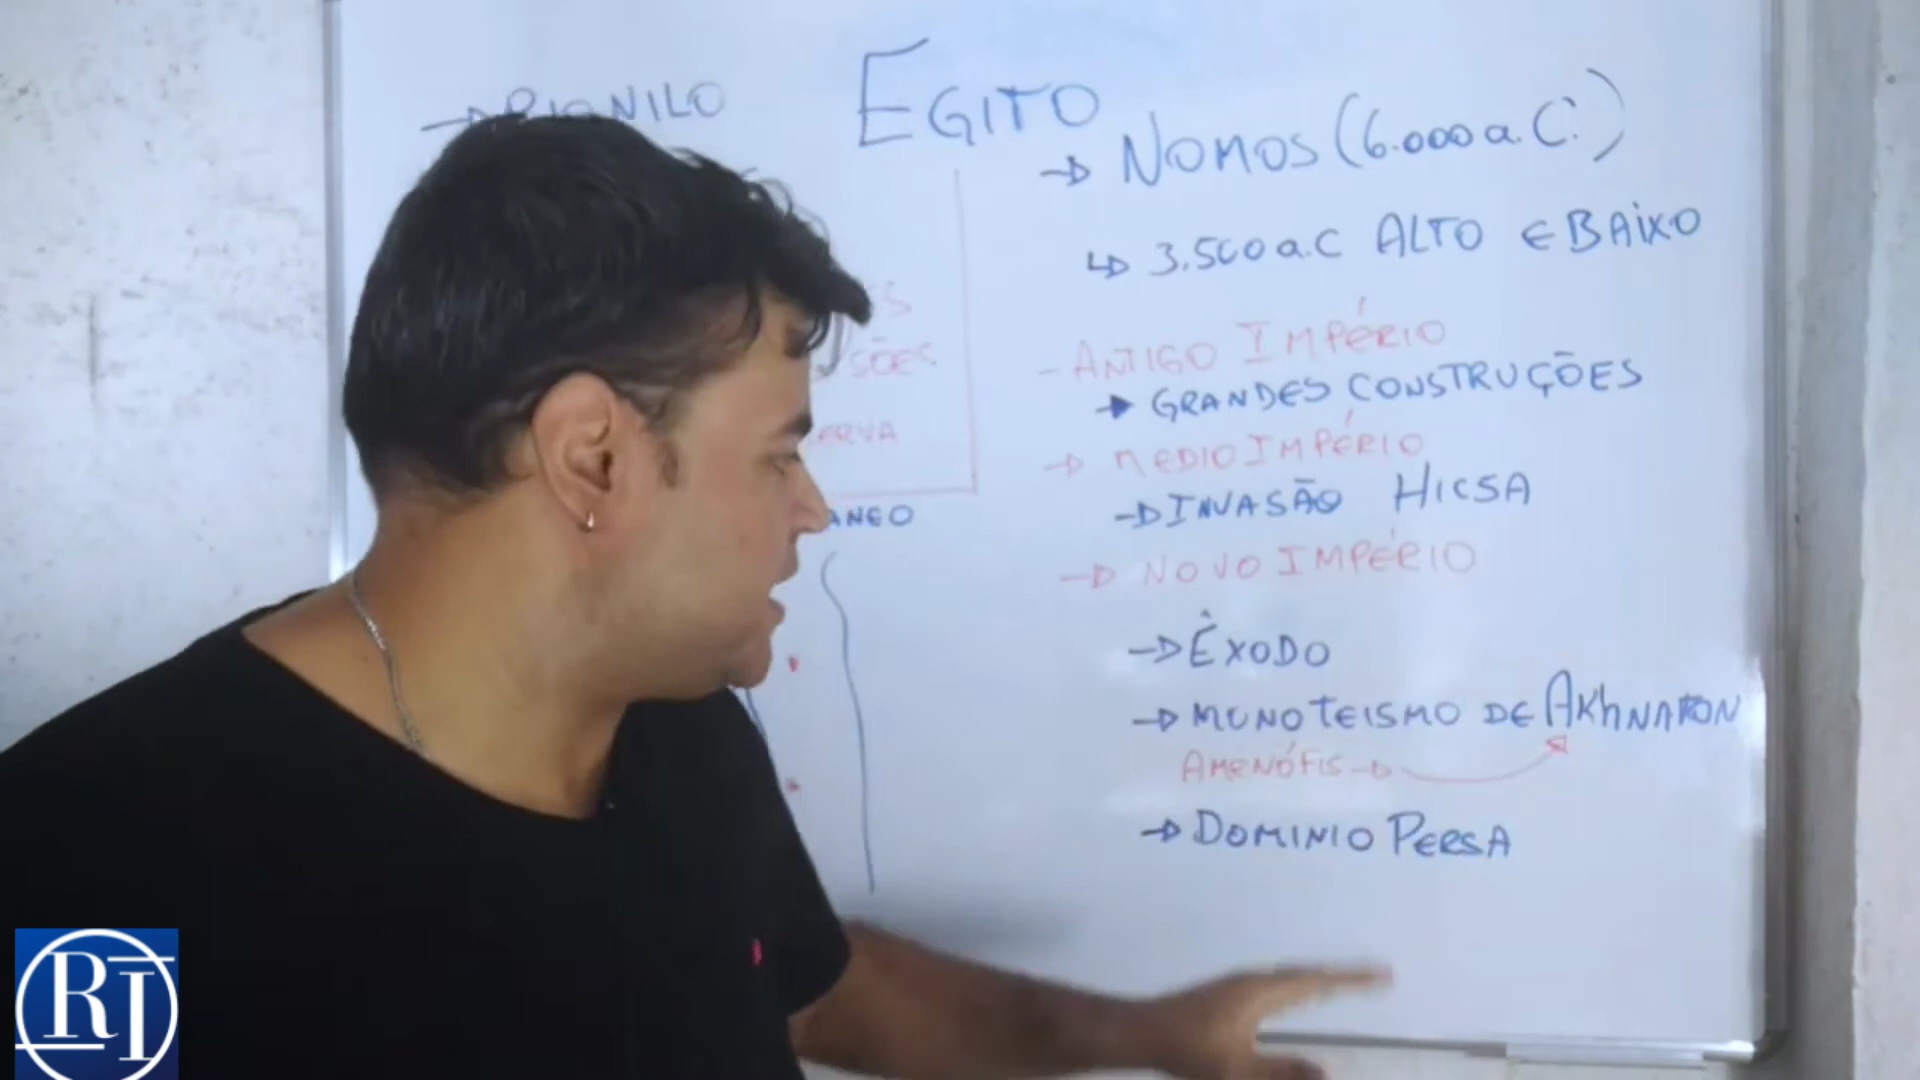 EGITO
NILO
→ NOMOS (6.000 a.C.)
↳ 3.500 a.C ALTO E BAIXO
- ANTIGO IMPÉRIO
→ GRANDES CONSTRUÇÕES
→ MEDIO IMPÉRIO
→ INVASÃO HICSA
→ NOVO IMPÉRIO
→ ÊXODO
→ MONOTEISMO DE AKhNATON
AMENÓFIS →
→ DOMINIO PERSA
RI